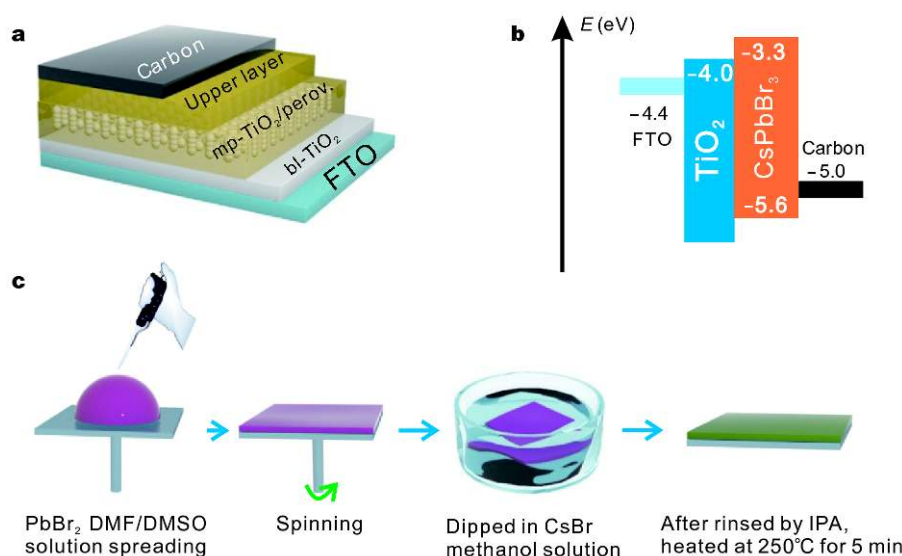 a
Carbon
Upper layer
mp-TiO₂/perov.
bl-TiO₂
FTO
b
E (eV)
−4.4
FTO
−4.0
TiO₂
−3.3
CsPbBr₃
−5.6
Carbon
−5.0
c
PbBr₂ DMF/DMSO
solution spreading
Spinning
Dipped in CsBr
methanol solution
After rinsed by IPA,
heated at 250°C for 5 min